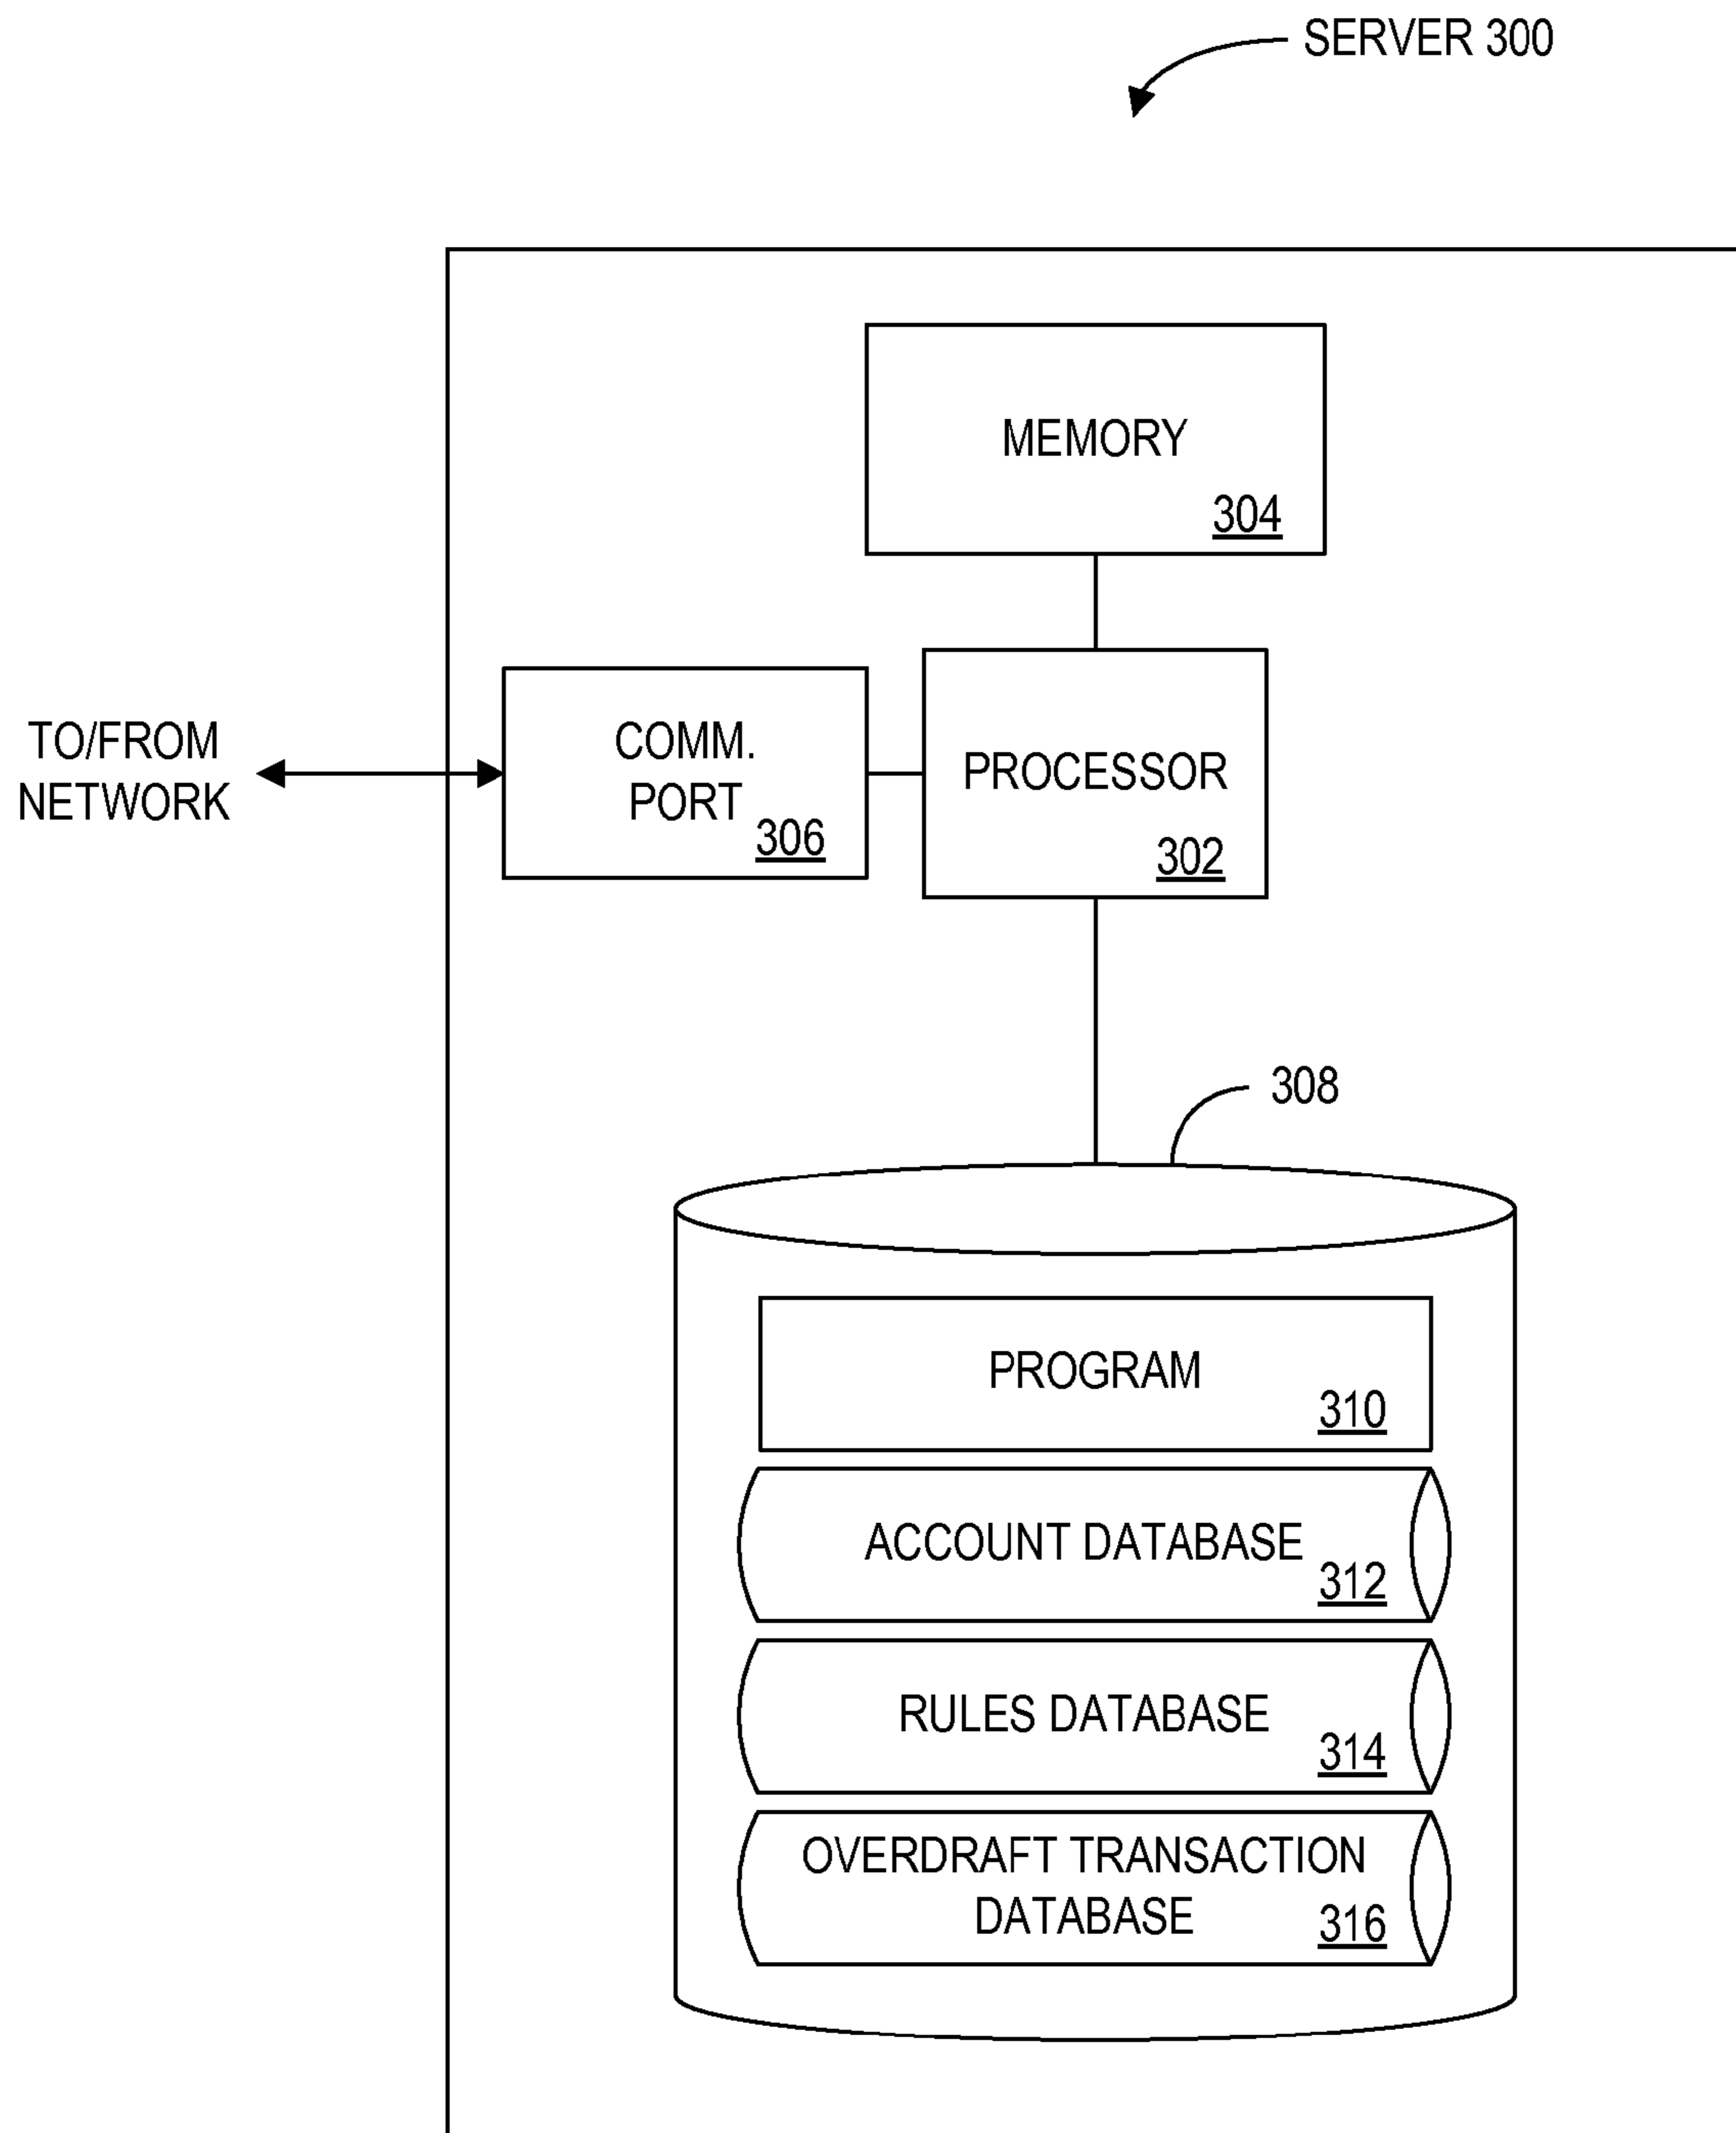 SERVER 300
MEMORY
304
TO/FROM
NETWORK
COMM.
PORT
306
PROCESSOR
302
308
PROGRAM
310
ACCOUNT DATABASE
312
RULES DATABASE
314
OVERDRAFT TRANSACTION
DATABASE
316